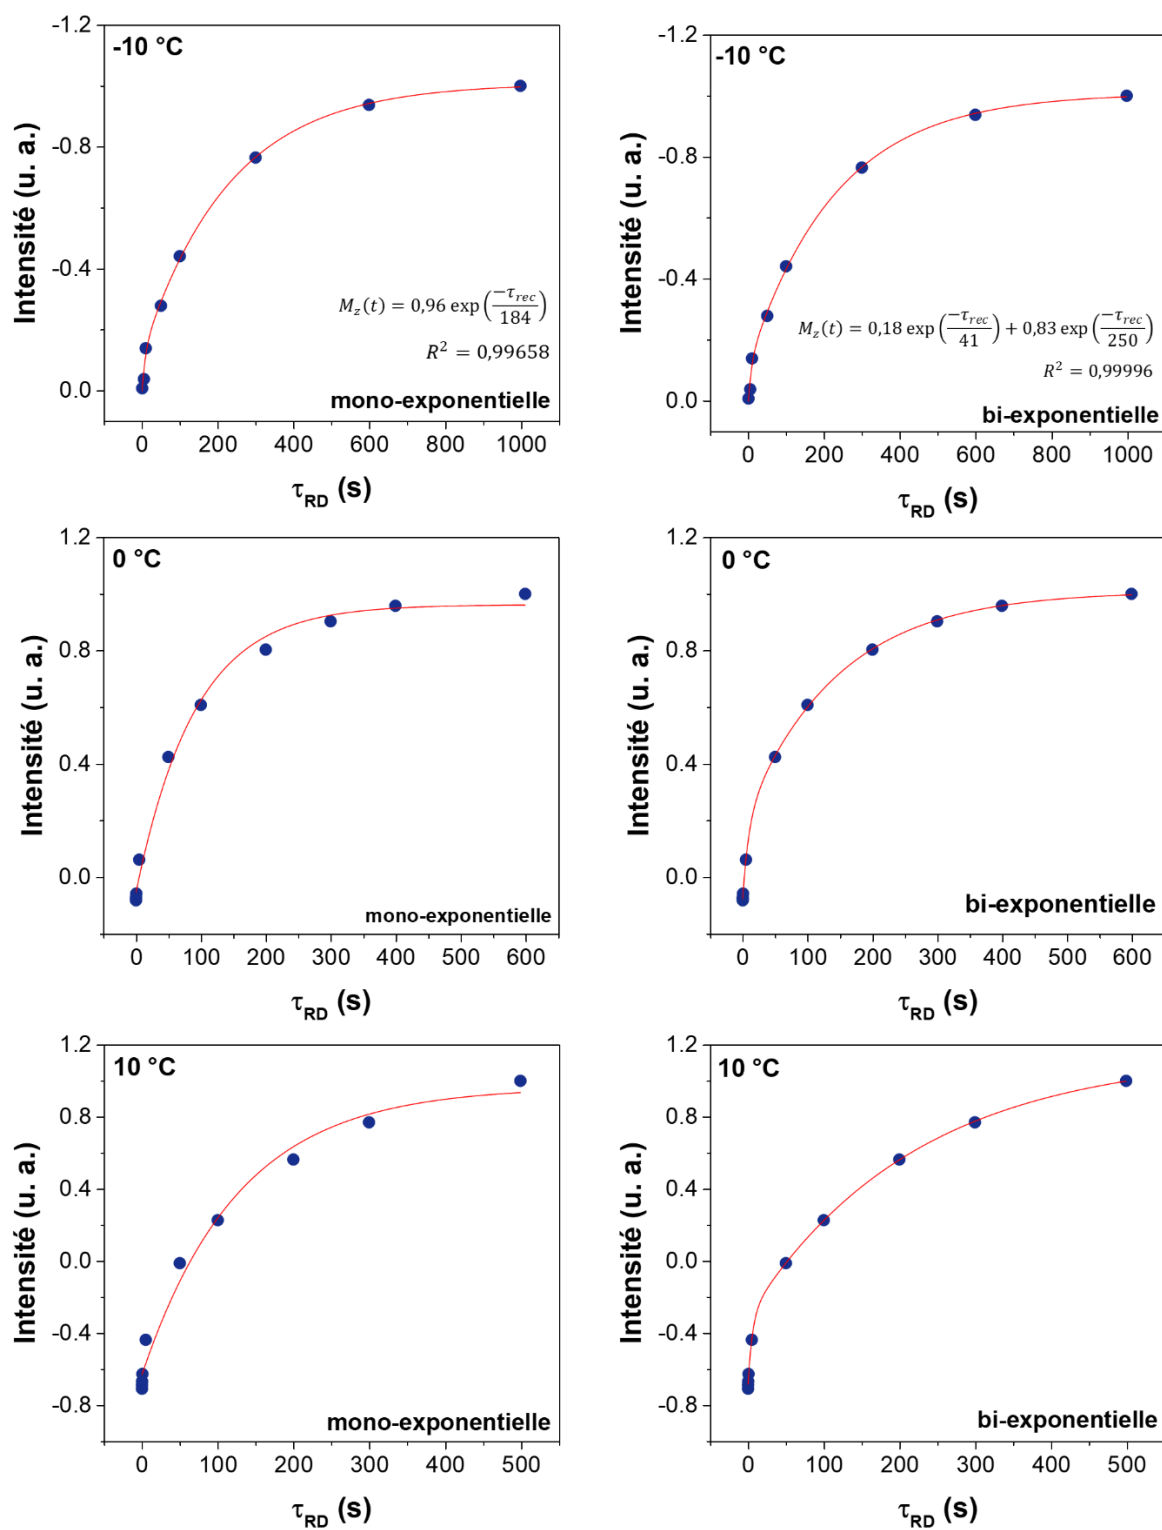 -10 °C
Intensité (u. a.)
-1.2
-0.8
-0.4
0.0
M_z(t) = 0,96 exp(−τ_rec/184)
R² = 0,99658
mono-exponentielle
0 200 400 600 800 1000
τ_RD (s)
-10 °C
Intensité (u. a.)
-1.2
-0.8
-0.4
0.0
M_z(t) = 0,18 exp(−τ_rec/41) + 0,83 exp(−τ_rec/250)
R² = 0,99996
bi-exponentielle
0 200 400 600 800 1000
τ_RD (s)
0 °C
Intensité (u. a.)
1.2
0.8
0.4
0.0
mono-exponentielle
0 100 200 300 400 500 600
τ_RD (s)
0 °C
Intensité (u. a.)
1.2
0.8
0.4
0.0
bi-exponentielle
0 100 200 300 400 500 600
τ_RD (s)
10 °C
Intensité (u. a.)
1.2
0.8
0.4
0.0
-0.4
-0.8
mono-exponentielle
0 100 200 300 400 500
τ_RD (s)
10 °C
Intensité (u. a.)
1.2
0.8
0.4
0.0
-0.4
-0.8
bi-exponentielle
0 100 200 300 400 500
τ_RD (s)